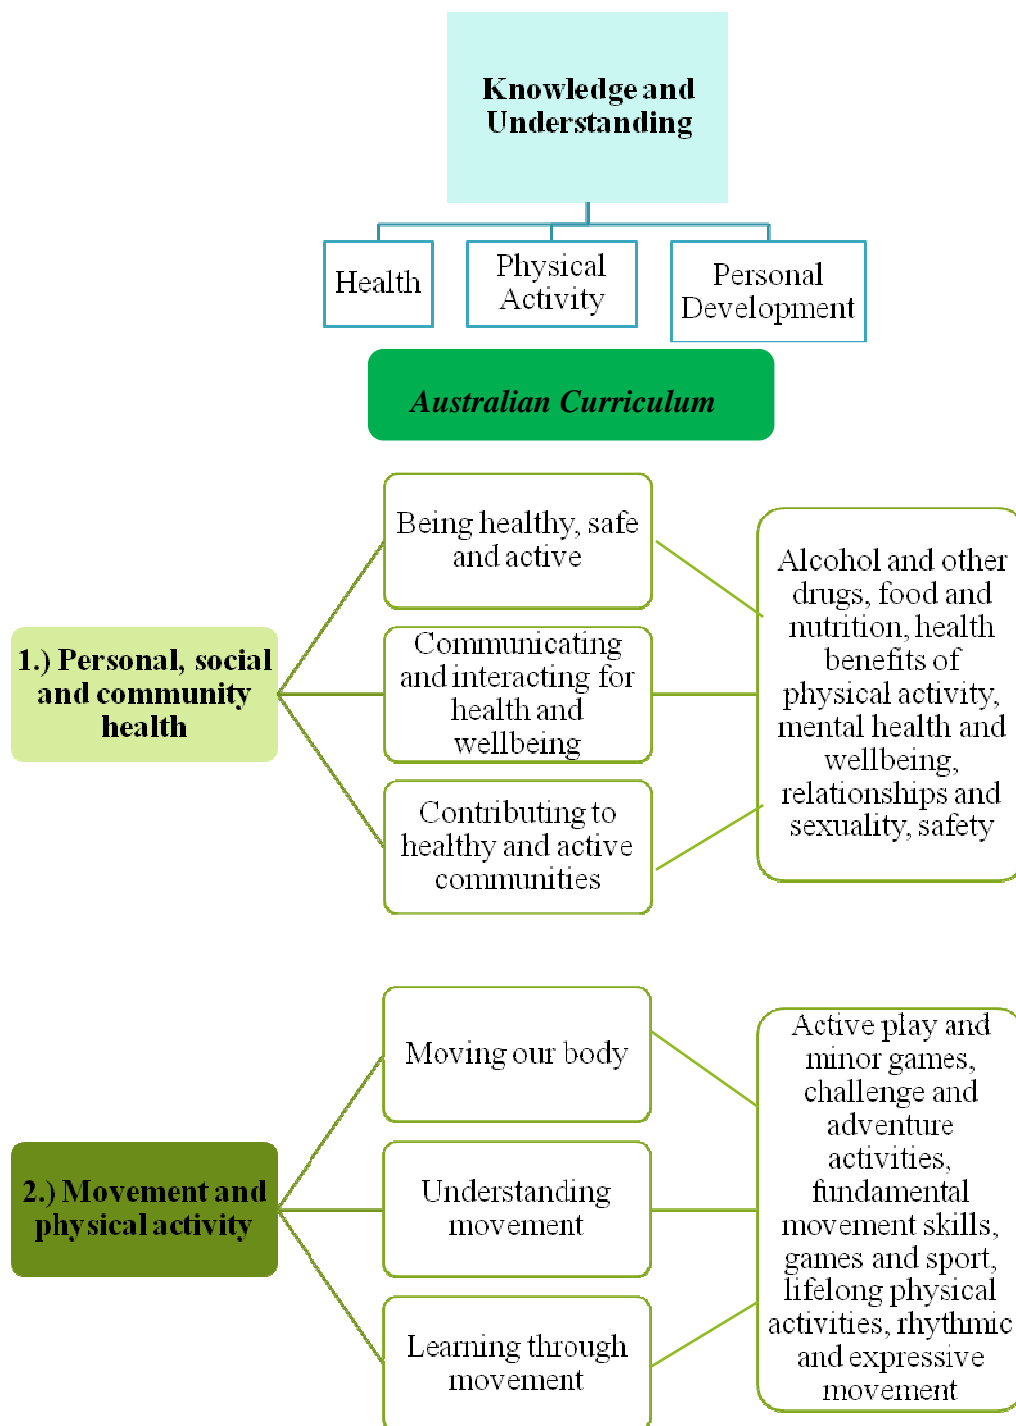 Knowledge and
Understanding
Health
Physical
Activity
Personal
Development
Australian Curriculum
1.) Personal, social
and community
health
Being healthy, safe
and active
Communicating
and interacting for
health and
wellbeing
Contributing to
healthy and active
communities
Alcohol and other
drugs, food and
nutrition, health
benefits of
physical activity,
mental health and
wellbeing,
relationships and
sexuality, safety
2.) Movement and
physical activity
Moving our body
Understanding
movement
Learning through
movement
Active play and
minor games,
challenge and
adventure
activities,
fundamental
movement skills,
games and sport,
lifelong physical
activities, rhythmic
and expressive
movement